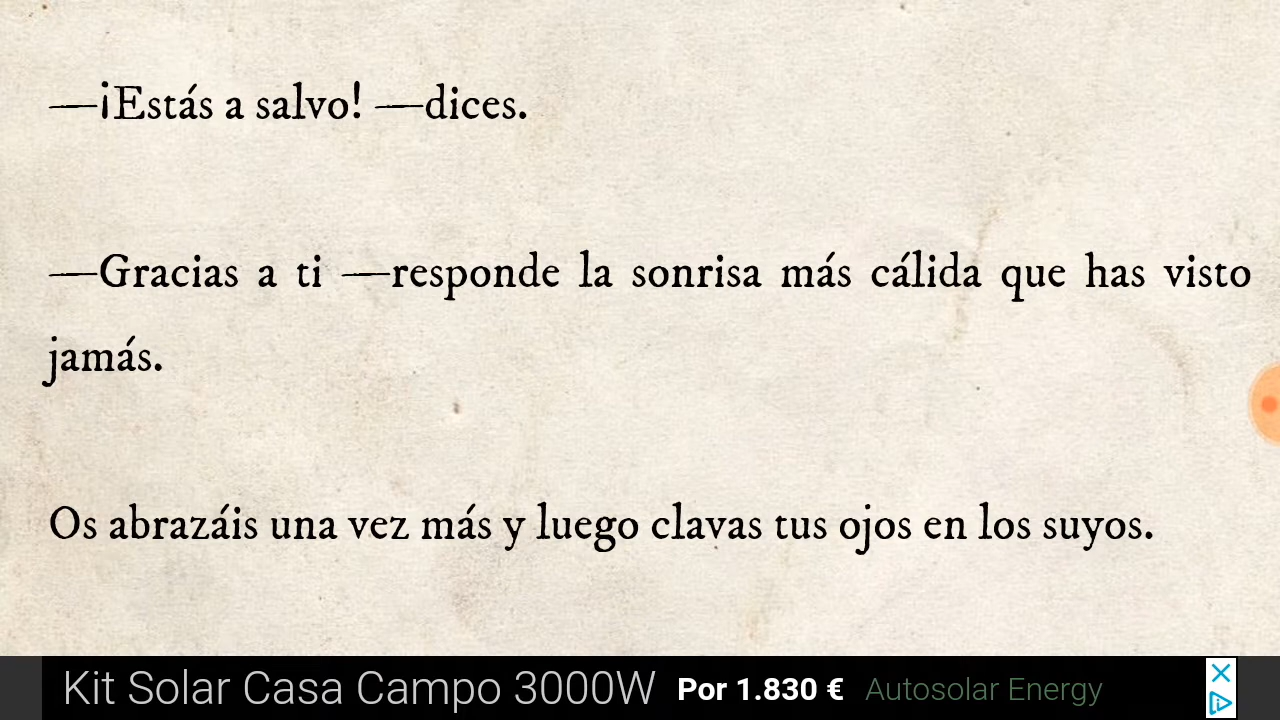 —¡Estás a salvo! —dices.
—Gracias a ti —responde la sonrisa más cálida que has visto
jamás.
Os abrazáis una vez más y luego clavas tus ojos en los suyos.
Kit Solar Casa Campo 3000W Por 1.830 € Autosolar Energy